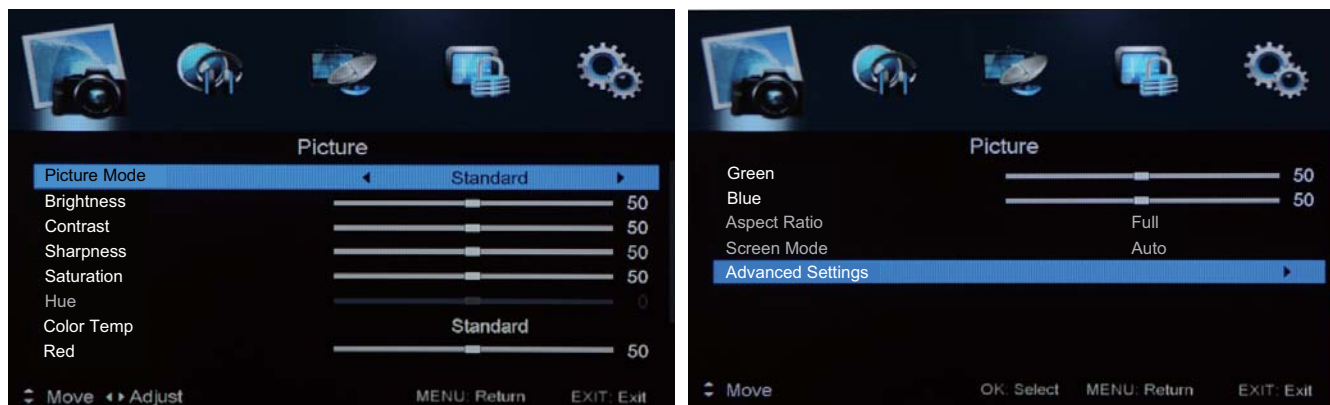 Picture
Picture Mode Standard
Brightness 50
Contrast 50
Sharpness 50
Saturation 50
Hue 0
Color Temp Standard
Red 50
Move Adjust MENU: Return EXIT: Exit
Picture
Green 50
Blue 50
Aspect Ratio Full
Screen Mode Auto
Advanced Settings
Move OK: Select MENU: Return EXIT: Exit